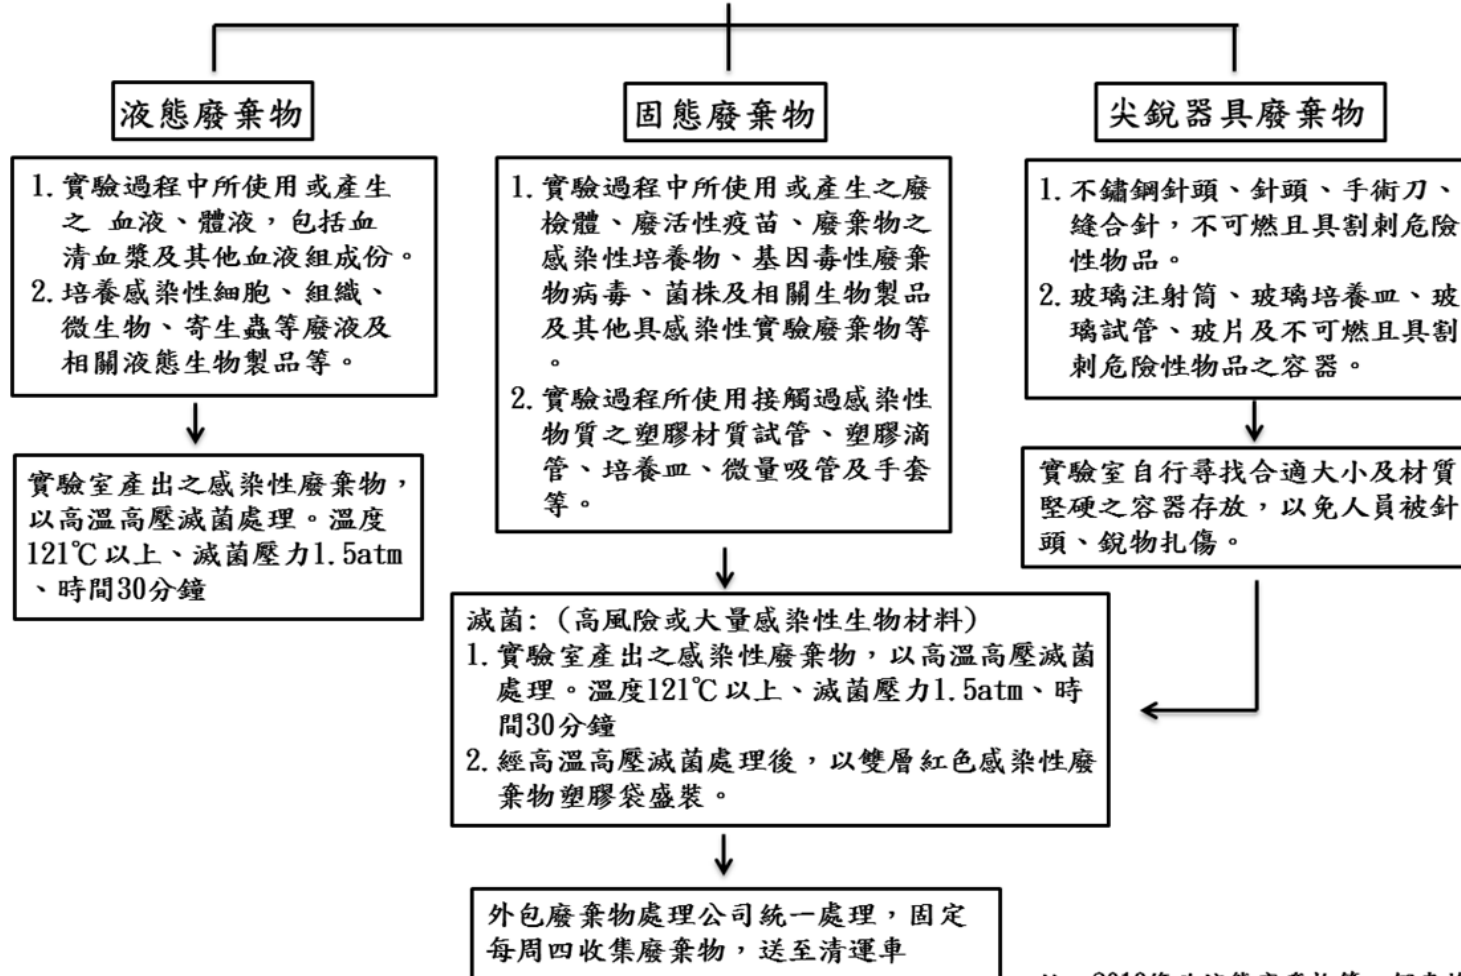 液態廢棄物
1.實驗過程中所使用或產生
之 血液、體液，包括血
清血漿及其他血液組成份。
2.培養感染性細胞、組織、
微生物、寄生蟲等廢液及
相關液態生物製品等。
實驗室產出之感染性廢棄物，
以高溫高壓滅菌處理。溫度
121℃以上、滅菌壓力1.5atm
、時間30分鐘
固態廢棄物
1.實驗過程中所使用或產生之廢
檢體、廢活性疫苗、廢棄物之
感染性培養物、基因毒性廢棄
物病毒、菌株及相關生物製品
及其他具感染性實驗廢棄物等
。
2.實驗過程所使用接觸過感染性
物質之塑膠材質試管、塑膠滴
管、培養皿、微量吸管及手套
等。
尖銳器具廢棄物
1.不鏽鋼針頭、針頭、手術刀、
縫合針，不可燃且具割刺危險
性物品。
2.玻璃注射筒、玻璃培養皿、玻
璃試管、玻片及不可燃且具割
刺危險性物品之容器。
實驗室自行尋找合適大小及材質
堅硬之容器存放，以免人員被針
頭、銳物扎傷。
滅菌:（高風險或大量感染性生物材料）
1.實驗室產出之感染性廢棄物，以高溫高壓滅菌
處理。溫度121℃以上、滅菌壓力1.5atm、時
間30分鐘
2.經高溫高壓滅菌處理後，以雙層紅色感染性廢
棄物塑膠袋盛裝。
外包廢棄物處理公司統一處理，固定
每周四收集廢棄物，送至清運車